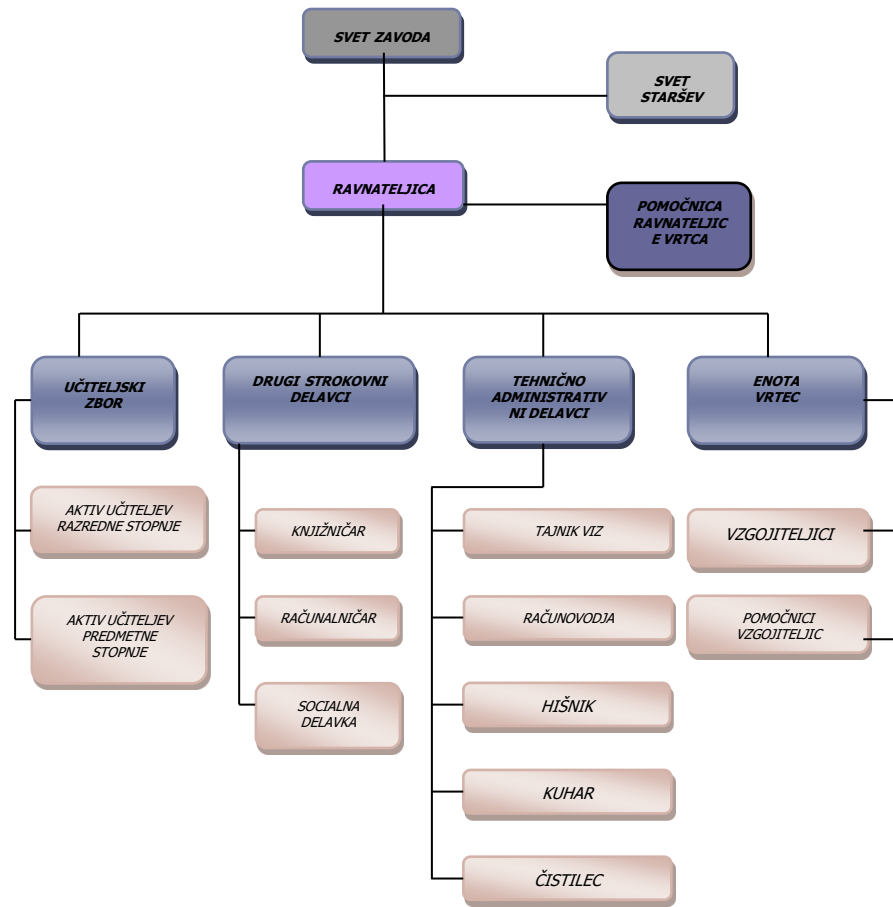 SVET ZAVODA
SVET
STARŠEV
RAVNATELJICA
POMOČNICA
RAVNATELJIC
E VRTCA
UČITELJSKI
ZBOR
DRUGI STROKOVNI
DELAVCI
TEHNIČNO
ADMINISTRATIV
NI DELAVCI
ENOTA
VRTEC
AKTIV UČITELJEV
RAZREDNE STOPNJE
KNJIŽNIČAR
TAJNIK VIZ
VZGOJITELJICI
AKTIV UČITELJEV
PREDMETNE
STOPNJE
RAČUNALNIČAR
RAČUNOVODJA
POMOČNICI
VZGOJITELJIC
SOCIALNA
DELAVKA
HIŠNIK
KUHAR
ČISTILEC